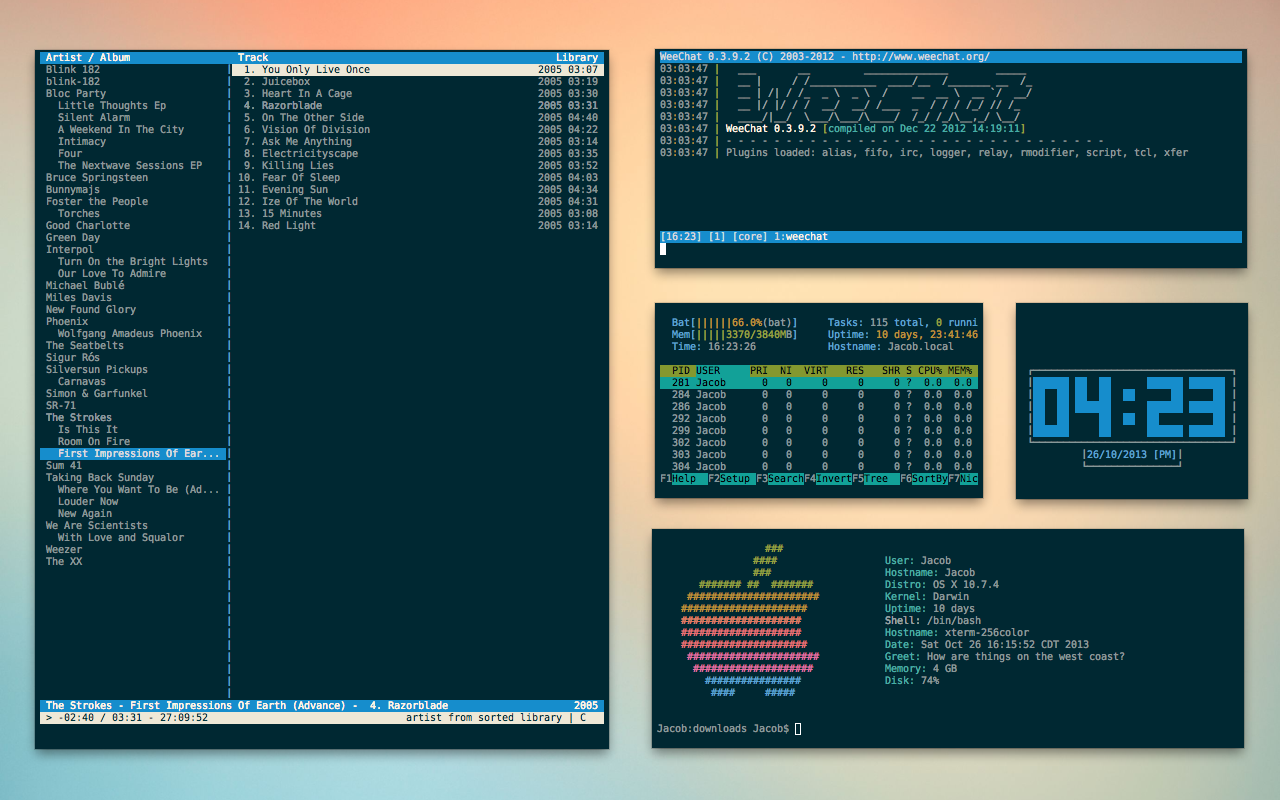 Artist / Album Track Library
Blink 182
blink-182
Bloc Party
Little Thoughts Ep
Silent Alarm
A Weekend In The City
Intimacy
Four
The Nextwave Sessions EP
Bruce Springsteen
Bunnymajs
Foster the People
Torches
Good Charlotte
Green Day
Interpol
Turn On the Bright Lights
Our Love To Admire
Michael Bublé
Miles Davis
New Found Glory
Phoenix
Wolfgang Amadeus Phoenix
The Seatbelts
Sigur Rós
Silversun Pickups
Carnavas
Simon & Garfunkel
SR-71
The Strokes
Is This It
Room On Fire
First Impressions Of Ear...
Sum 41
Taking Back Sunday
Where You Want To Be (Ad...
Louder Now
New Again
We Are Scientists
With Love and Squalor
Weezer
The XX
1. You Only Live Once 2005 03:07
2. Juicebox 2005 03:19
3. Heart In A Cage 2005 03:30
4. Razorblade 2005 03:31
5. On The Other Side 2005 04:40
6. Vision Of Division 2005 04:22
7. Ask Me Anything 2005 03:14
8. Electricityscape 2005 03:35
9. Killing Lies 2005 03:52
10. Fear Of Sleep 2005 04:03
11. Evening Sun 2005 04:34
12. Ize Of The World 2005 04:31
13. 15 Minutes 2005 03:08
14. Red Light 2005 03:14
The Strokes - First Impressions Of Earth (Advance) - 4. Razorblade 2005
> -02:40 / 03:31 - 27:09:52 artist from sorted library | C
WeeChat 0.3.9.2 (C) 2003-2012 - http://www.weechat.org/
03:03:47 |
03:03:47 |
03:03:47 |
03:03:47 |
03:03:47 |
03:03:47 | WeeChat 0.3.9.2 [compiled on Dec 22 2012 14:19:11]
03:03:47 | - - - - - - - - - - - - - - - - - - - - - - - - - - - - - - - -
03:03:47 | Plugins loaded: alias, fifo, irc, logger, relay, rmodifier, script, tcl, xfer
[16:23] [1] [core] 1:weechat
Bat[||||||66.0%(bat)] Tasks: 115 total, 0 runni
Mem[|||||3370/3840MB] Uptime: 10 days, 23:41:46
Time: 16:23:26 Hostname: Jacob.local
PID USER PRI NI VIRT RES SHR S CPU% MEM%
281 Jacob 0 0 0 0 0 ? 0.0 0.0
284 Jacob 0 0 0 0 0 ? 0.0 0.0
286 Jacob 0 0 0 0 0 ? 0.0 0.0
292 Jacob 0 0 0 0 0 ? 0.0 0.0
299 Jacob 0 0 0 0 0 ? 0.0 0.0
302 Jacob 0 0 0 0 0 ? 0.0 0.0
303 Jacob 0 0 0 0 0 ? 0.0 0.0
304 Jacob 0 0 0 0 0 ? 0.0 0.0
F1Help F2Setup F3SearchF4InvertF5Tree F6SortByF7Nic
04:23
26/10/2013 [PM]
User: Jacob
Hostname: Jacob
Distro: OS X 10.7.4
Kernel: Darwin
Uptime: 10 days
Shell: /bin/bash
Hostname: xterm-256color
Date: Sat Oct 26 16:15:52 CDT 2013
Greet: How are things on the west coast?
Memory: 4 GB
Disk: 74%
Jacob:downloads Jacob$